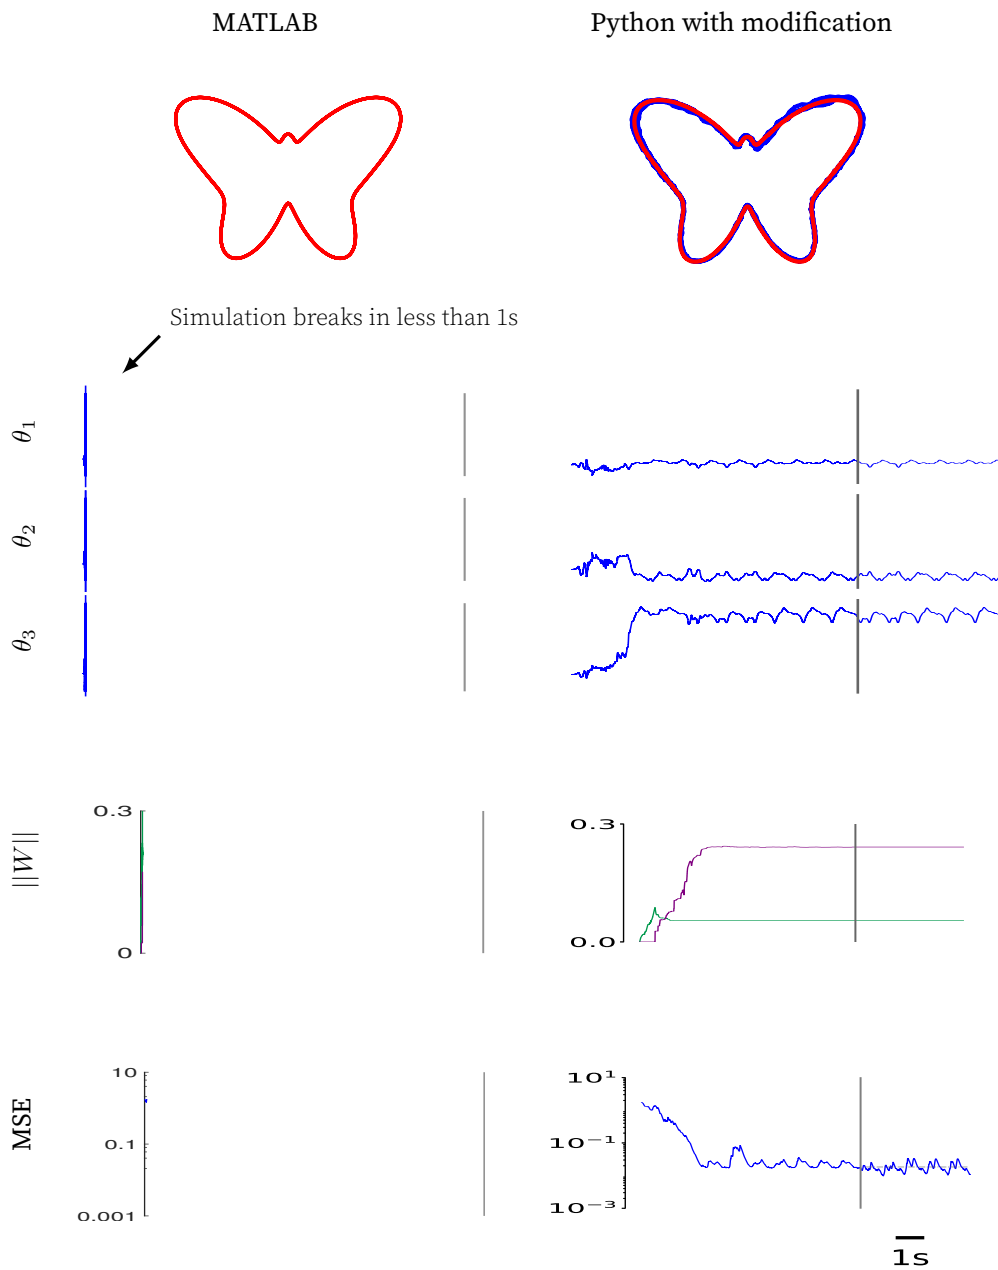 MATLAB
Python with modification
Simulation breaks in less than 1s
θ1
θ2
θ3
||W||
0.3
0
0.3
0.0
MSE
10
0.1
0.001
10¹
10⁻¹
10⁻³
1s